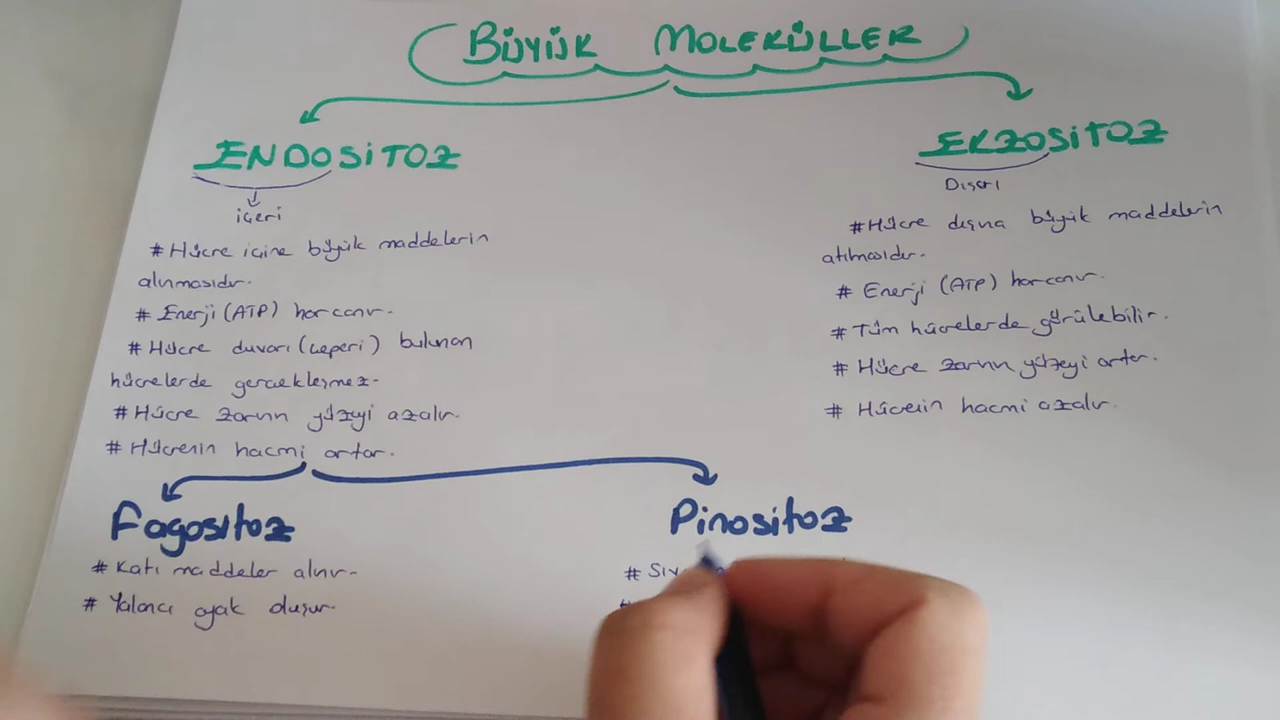 BÜYÜK MOLEKÜLLER
ENDOSİTOZ
içeri
# Hücre içine büyük maddelerin
alınmasıdır.
# Enerji (ATP) harcanır.
# Hücre duvarı (çeperi) bulunan
hücrelerde gerçekleşmez.
# Hücre zarının yüzeyi azalır.
# Hücrenin hacmi artar.
EKZOSİTOZ
Dışarı
# Hücre dışına büyük maddelerin
atılmasıdır.
# Enerji (ATP) harcanır.
# Tüm hücrelerde görülebilir.
# Hücre zarının yüzeyi artar.
# Hücrenin hacmi azalır.
Fagositoz
# Katı maddeler alınır.
# Yalancı ayak oluşur.
Pinositoz
#
#